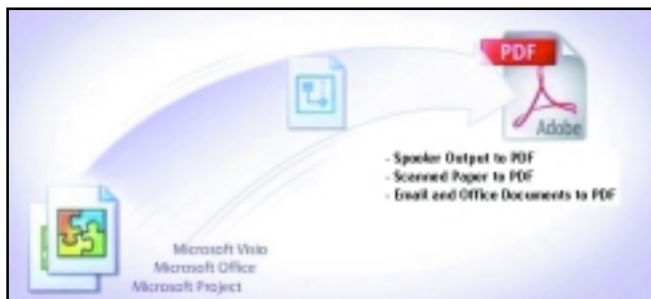 PDF
Adobe
- Spooler Output to PDF
- Scanned Paper to PDF
- Email and Office Documents to PDF
Microsoft Visio
Microsoft Office
Microsoft Project